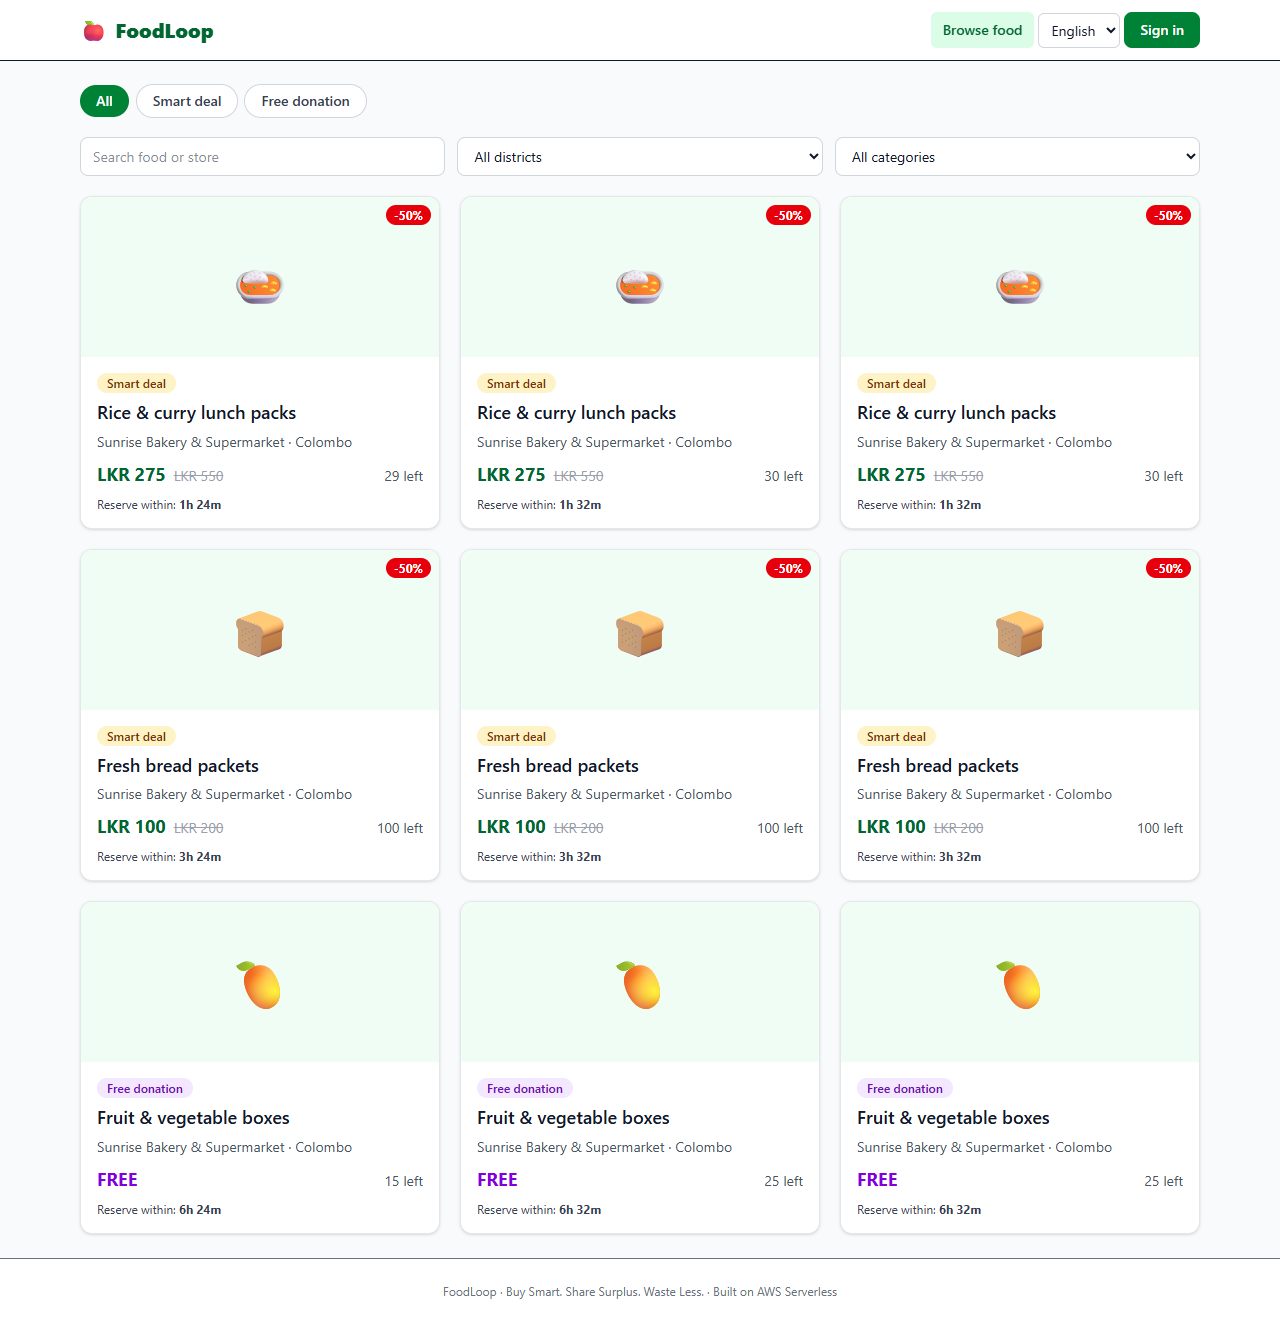 FoodLoop
Browse food
English
Sign in
All
Smart deal
Free donation
Search food or store
All districts
All categories
-50%
Smart deal
Rice & curry lunch packs
Sunrise Bakery & Supermarket · Colombo
LKR 275 LKR 550 29 left
Reserve within: 1h 24m
-50%
Smart deal
Rice & curry lunch packs
Sunrise Bakery & Supermarket · Colombo
LKR 275 LKR 550 30 left
Reserve within: 1h 32m
-50%
Smart deal
Rice & curry lunch packs
Sunrise Bakery & Supermarket · Colombo
LKR 275 LKR 550 30 left
Reserve within: 1h 32m
-50%
Smart deal
Fresh bread packets
Sunrise Bakery & Supermarket · Colombo
LKR 100 LKR 200 100 left
Reserve within: 3h 24m
-50%
Smart deal
Fresh bread packets
Sunrise Bakery & Supermarket · Colombo
LKR 100 LKR 200 100 left
Reserve within: 3h 32m
-50%
Smart deal
Fresh bread packets
Sunrise Bakery & Supermarket · Colombo
LKR 100 LKR 200 100 left
Reserve within: 3h 32m
Free donation
Fruit & vegetable boxes
Sunrise Bakery & Supermarket · Colombo
FREE 15 left
Reserve within: 6h 24m
Free donation
Fruit & vegetable boxes
Sunrise Bakery & Supermarket · Colombo
FREE 25 left
Reserve within: 6h 32m
Free donation
Fruit & vegetable boxes
Sunrise Bakery & Supermarket · Colombo
FREE 25 left
Reserve within: 6h 32m
FoodLoop · Buy Smart. Share Surplus. Waste Less. · Built on AWS Serverless